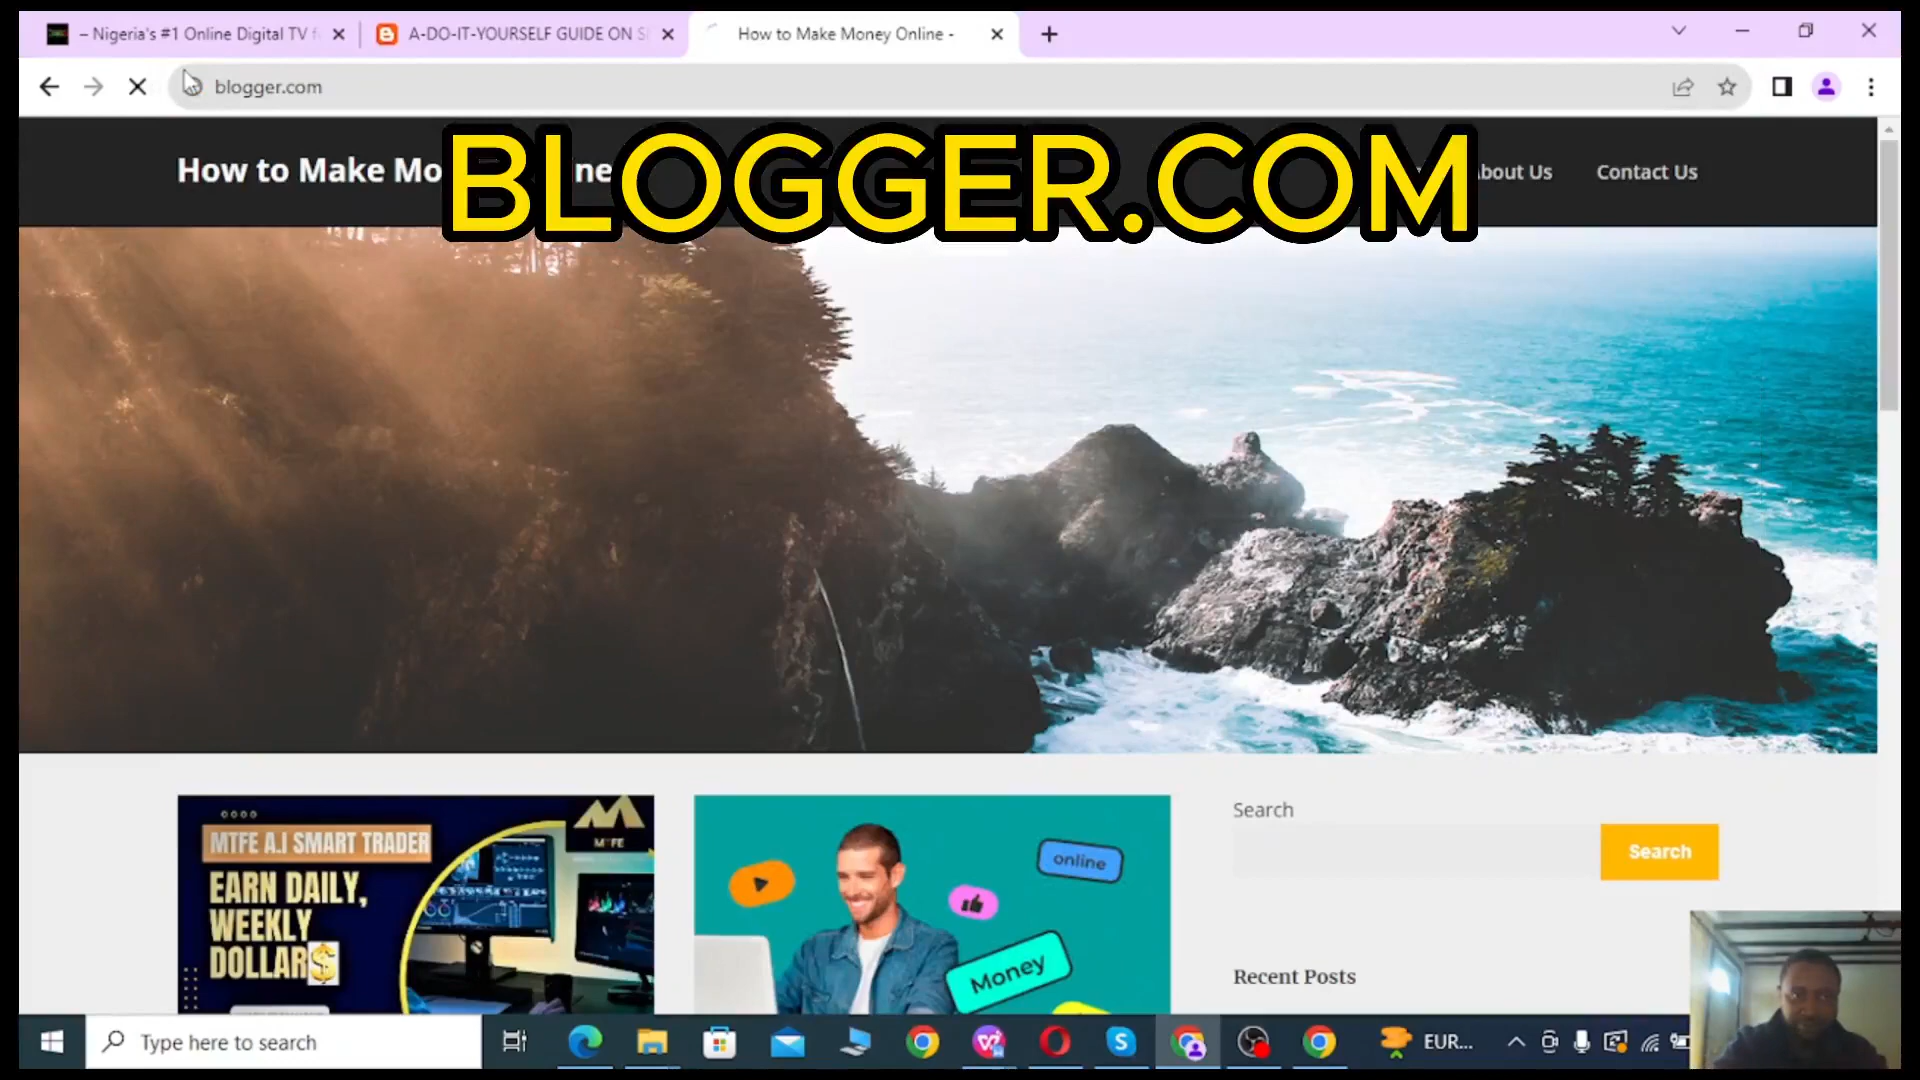 – Nigeria's #1 Online Digital TV f
A-DO-IT-YOURSELF GUIDE ON S
How to Make Money Online -
blogger.com
BLOGGER.COM
How to Make Mo
ne
About Us
Contact Us
MTFE A.I SMART TRADER
EARN DAILY,
WEEKLY
DOLLAR$
online
Money
Search
Search
Recent Posts
Type here to search
EUR...